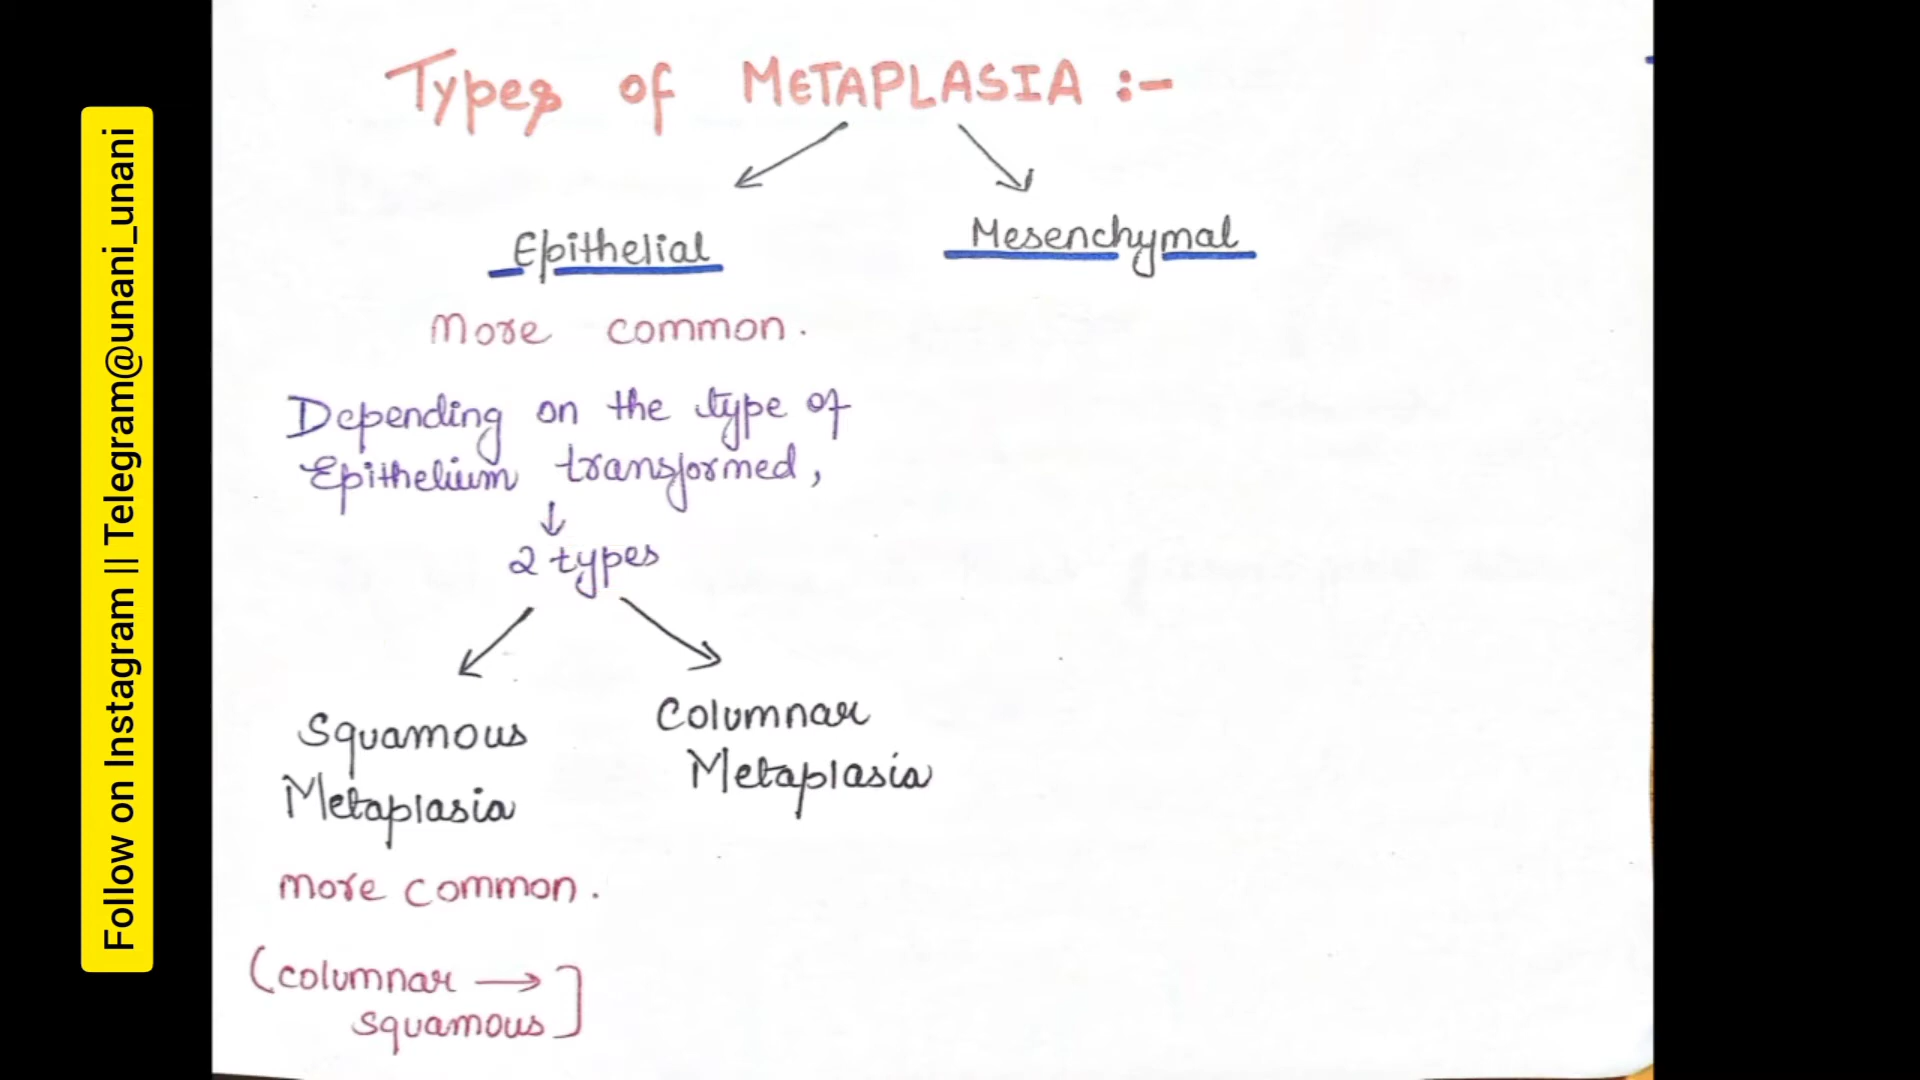 Types of METAPLASIA :-
Epithelial
Mesenchymal
More common.
Depending on the type of
Epithelium transformed,
2 types
Squamous
Metaplasia
Columnar
Metaplasia
more common.
(columnar →
squamous]
Follow on Instagram || Telegram@unani_unani